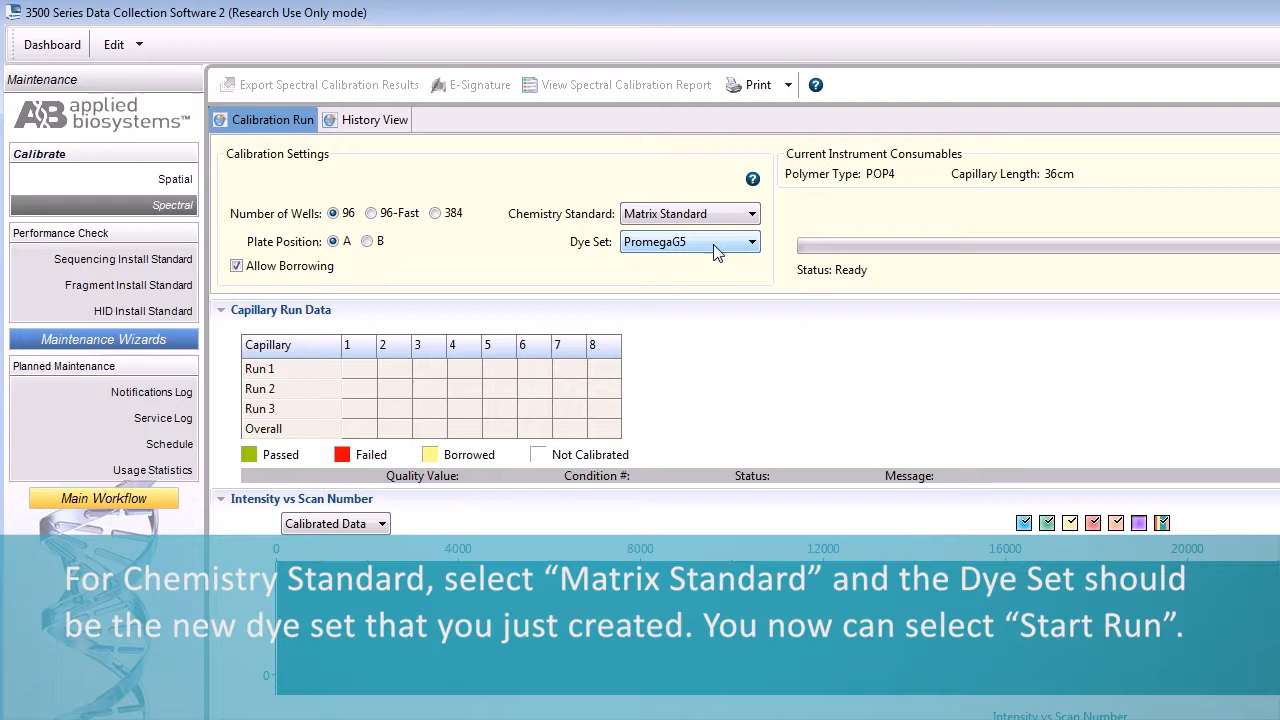 3500 Series Data Collection Software 2 (Research Use Only mode)
Dashboard Edit
Maintenance
Export Spectral Calibration Results E-Signature View Spectral Calibration Report Print
AB applied biosystems™
Calibration Run History View
Calibrate
Spatial
Spectral
Performance Check
Sequencing Install Standard
Fragment Install Standard
HID Install Standard
Maintenance Wizards
Planned Maintenance
Notifications Log
Service Log
Schedule
Usage Statistics
Main Workflow
Calibration Settings
Number of Wells: 96 96-Fast 384 Chemistry Standard: Matrix Standard
Plate Position: A B Dye Set: PromegaG5
Allow Borrowing
Current Instrument Consumables
Polymer Type: POP4 Capillary Length: 36cm
Status: Ready
Capillary Run Data
Capillary 1 2 3 4 5 6 7 8
Run 1
Run 2
Run 3
Overall
Passed Failed Borrowed Not Calibrated
Quality Value: Condition #: Status: Message:
Intensity vs Scan Number
Calibrated Data
0 4000 8000 12000 16000 20000
For Chemistry Standard, select “Matrix Standard” and the Dye Set should
be the new dye set that you just created. You now can select “Start Run”.
0
Intensity vs Scan Number